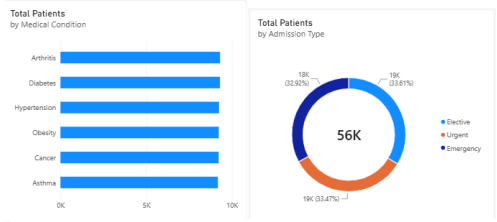 Total Patients
by Medical Condition
Arthritis
Diabetes
Hypertension
Obesity
Cancer
Asthma
0K
5K
10K
Total Patients
by Admission Type
18K
(32.92%)
19K
(33.61%)
56K
19K (33.47%)
Elective
Urgent
Emergency